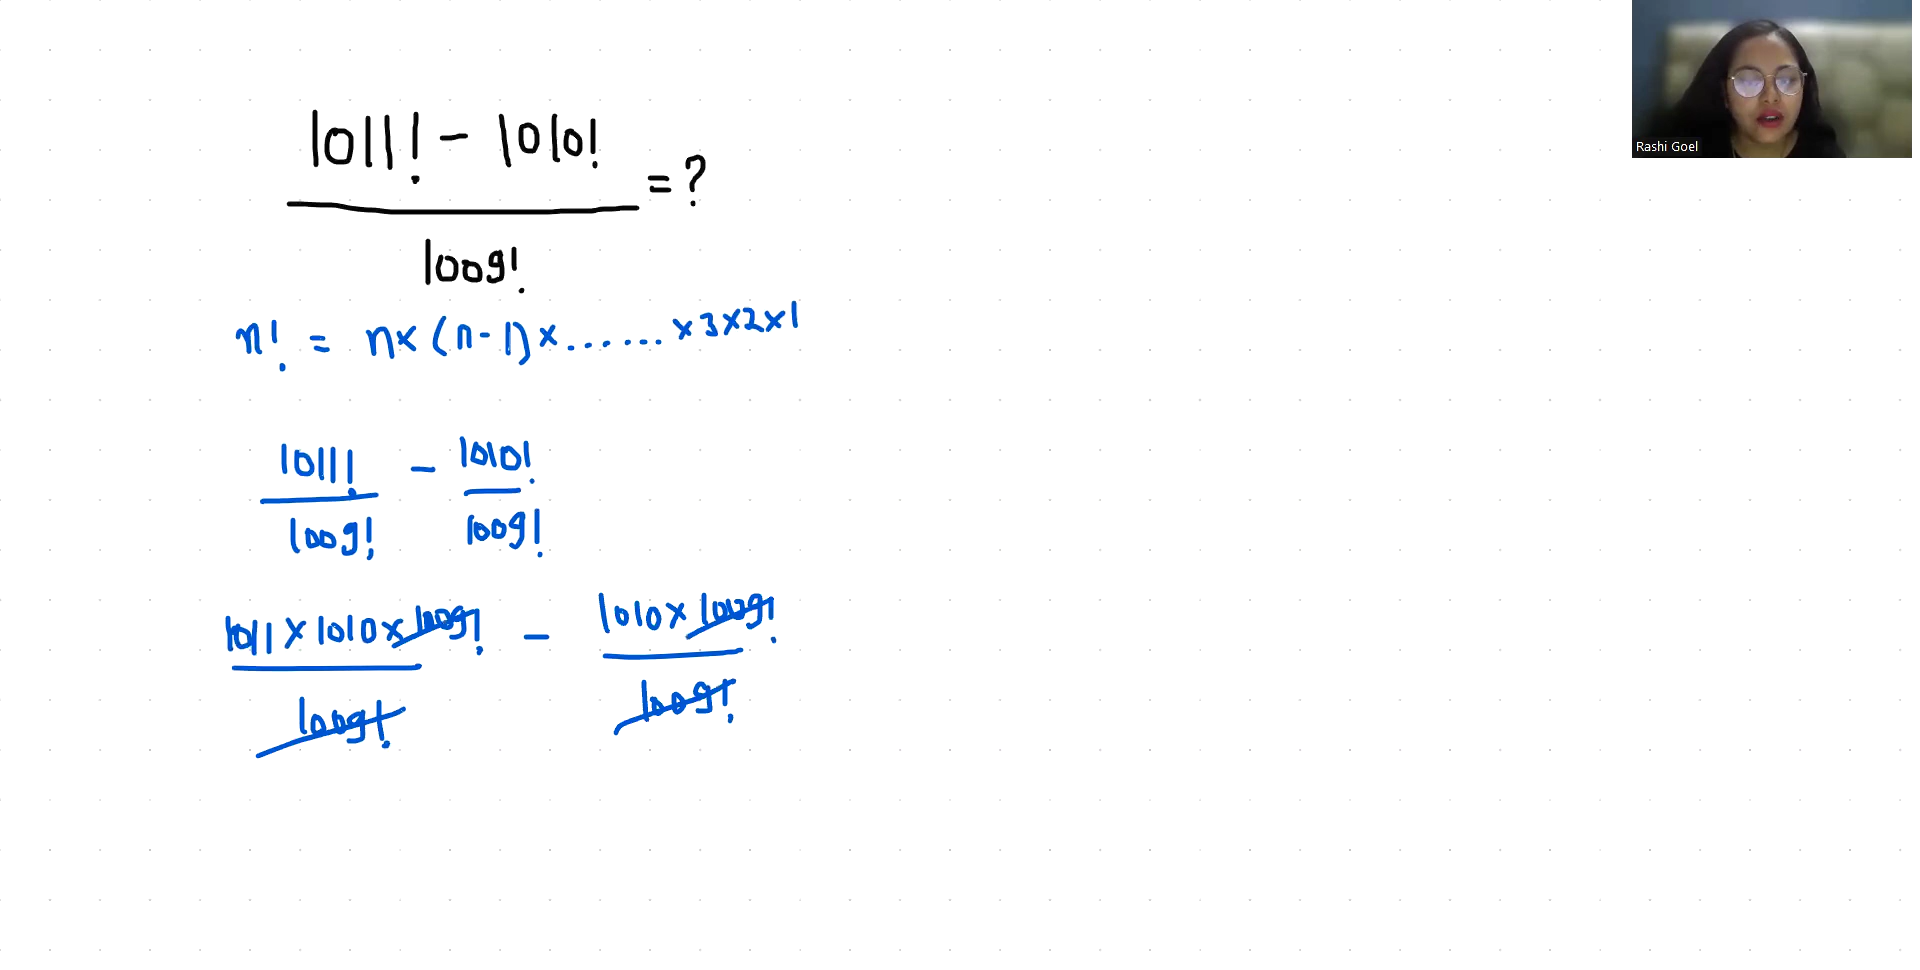 1011! - 1010!
= ?
1009!
n! = n × (n - 1) × ...... × 3 × 2 × 1
1011! - 1010!
1009! 1009!
1011 × 1010 × 1009! - 1010 × 1009!
1009! 1009!
Rashi Goel